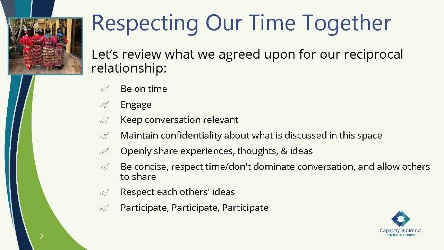 Respecting Our Time Together
Let's review what we agreed upon for our reciprocal
relationship:
Be on time
Engage
Keep conversation relevant
Maintain confidentiality about what is discussed in this space
Openly share experiences, thoughts, & ideas
Be concise, respect time/don't dominate conversation, and allow others
to share
Respect each others' ideas
Participate, Participate, Participate